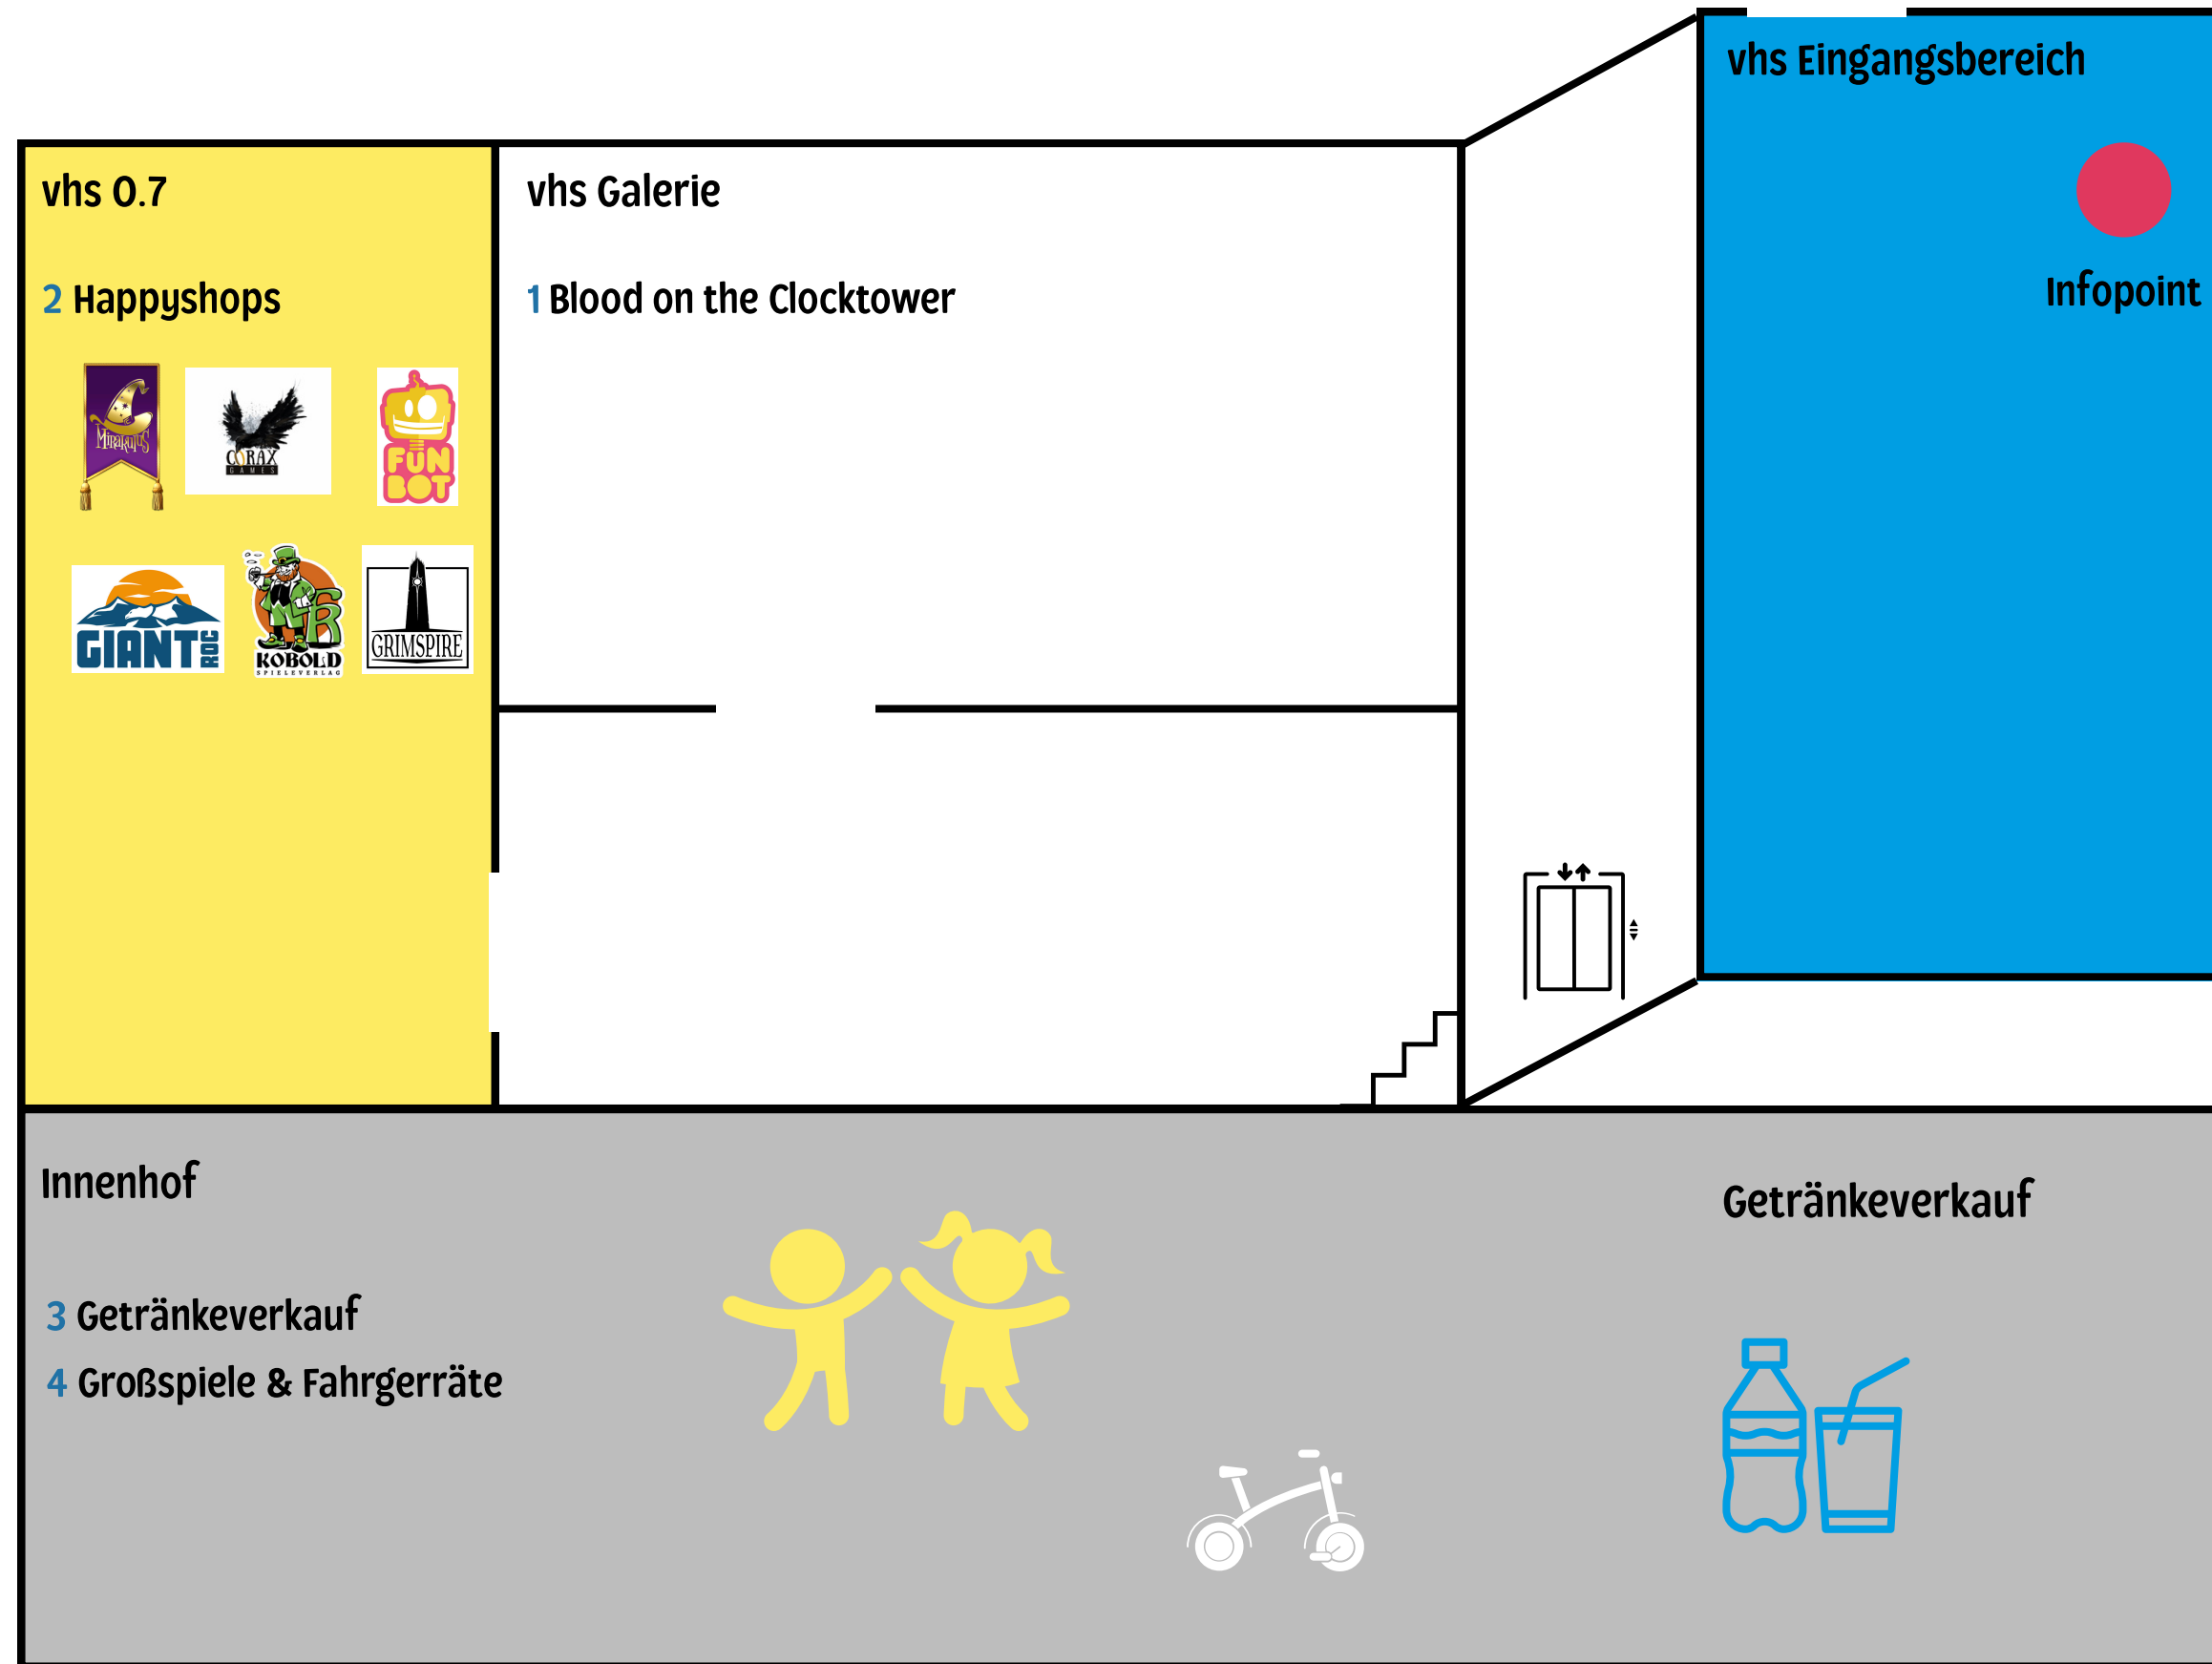 vhs Eingangsbereich
vhs 0.7
vhs Galerie
Infopoint
2 Happyshops
1 Blood on the Clocktower
Mirakulus
CORAX
GAMES
FUN
BOT
GIANT ROC
KOBOLD
SPIELEVERLAG
GRIMSPIRE
Innenhof
Getränkeverkauf
3 Getränkeverkauf
4 Großspiele & Fahrgerräte